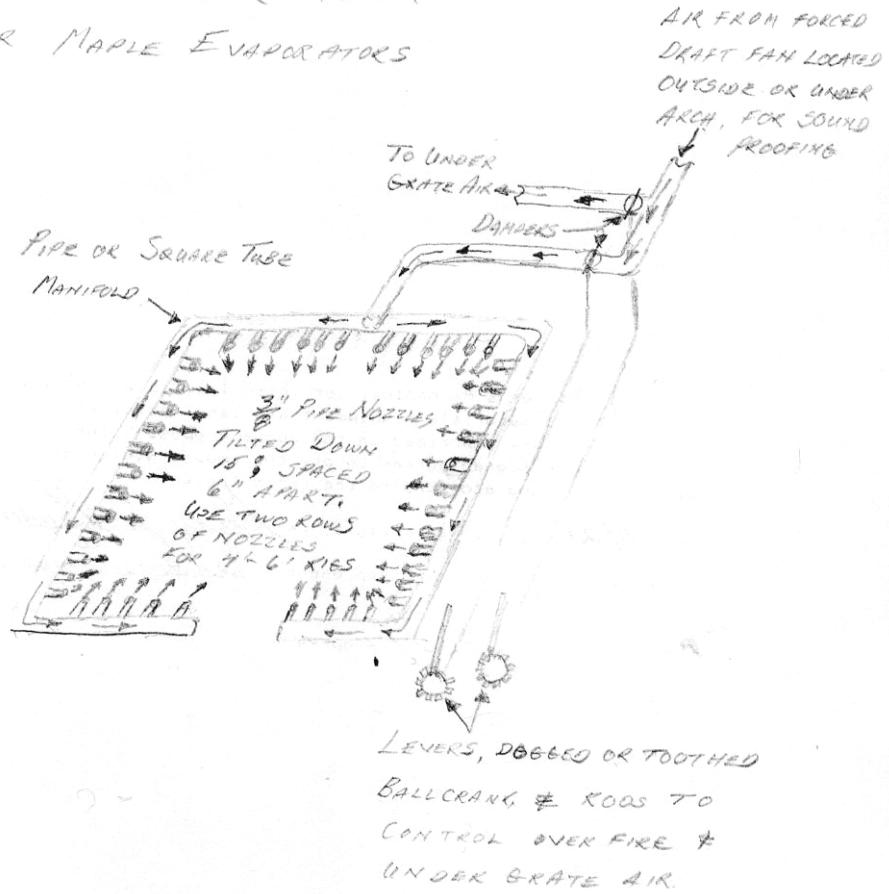 R MAPLE EVAPORATORS
AIR FROM FORCED
DRAFT FAN LOCATED
OUTSIDE OR UNDER
ARCH, FOR SOUND
PROOFING
TO UNDER
GRATE AIR
DAMPERS
PIPE OR SQUARE TUBE
MANIFOLD
3/8" PIPE NOZZLES,
TILTED DOWN
15°, SPACED
6" APART.
USE TWO ROWS
OF NOZZLES
FOR 4'- 6' RIGS
LEVERS, DOGGED OR TOOTHED
BALLCRANK, & RODS TO
CONTROL OVER FIRE &
UNDER GRATE AIR.